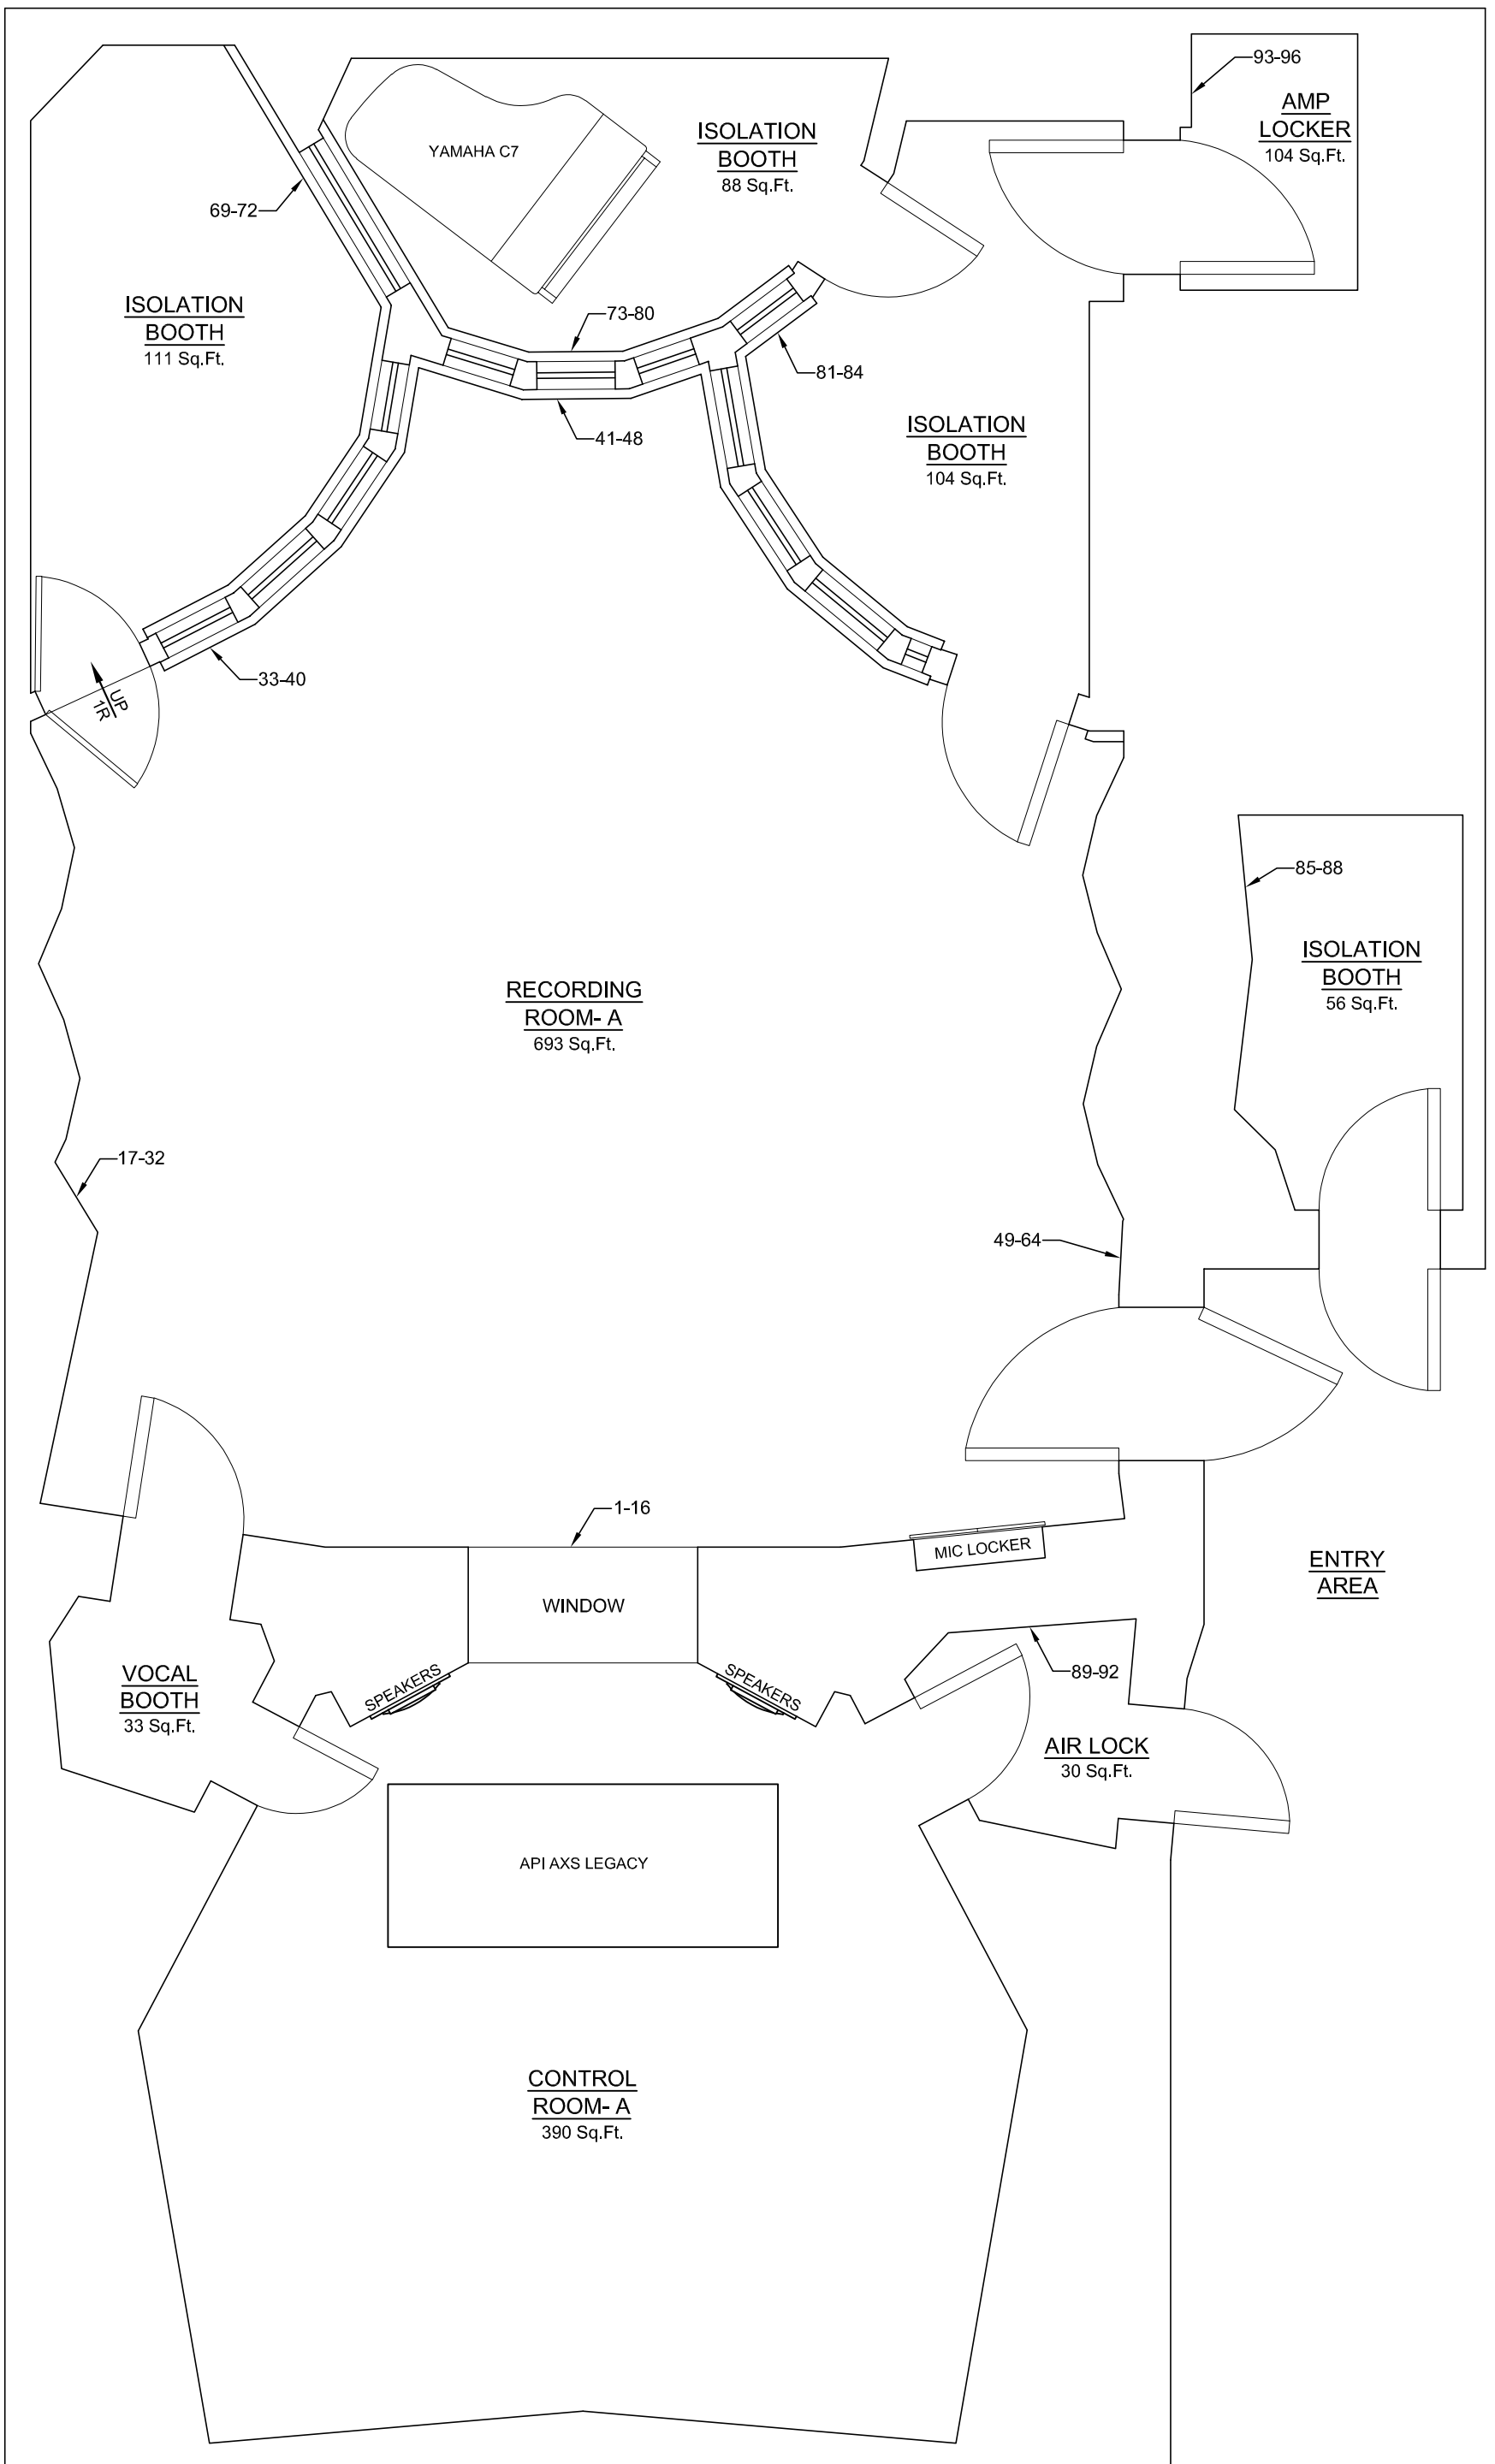 93-96
AMP
LOCKER
104 Sq.Ft.
YAMAHA C7
ISOLATION
BOOTH
88 Sq.Ft.
69-72
ISOLATION
BOOTH
111 Sq.Ft.
73-80
81-84
41-48
ISOLATION
BOOTH
104 Sq.Ft.
33-40
UP
1R
85-88
ISOLATION
BOOTH
56 Sq.Ft.
RECORDING
ROOM- A
693 Sq.Ft.
17-32
49-64
1-16
MIC LOCKER
ENTRY
AREA
WINDOW
VOCAL
BOOTH
33 Sq.Ft.
SPEAKERS
SPEAKERS
89-92
AIR LOCK
30 Sq.Ft.
API AXS LEGACY
CONTROL
ROOM- A
390 Sq.Ft.